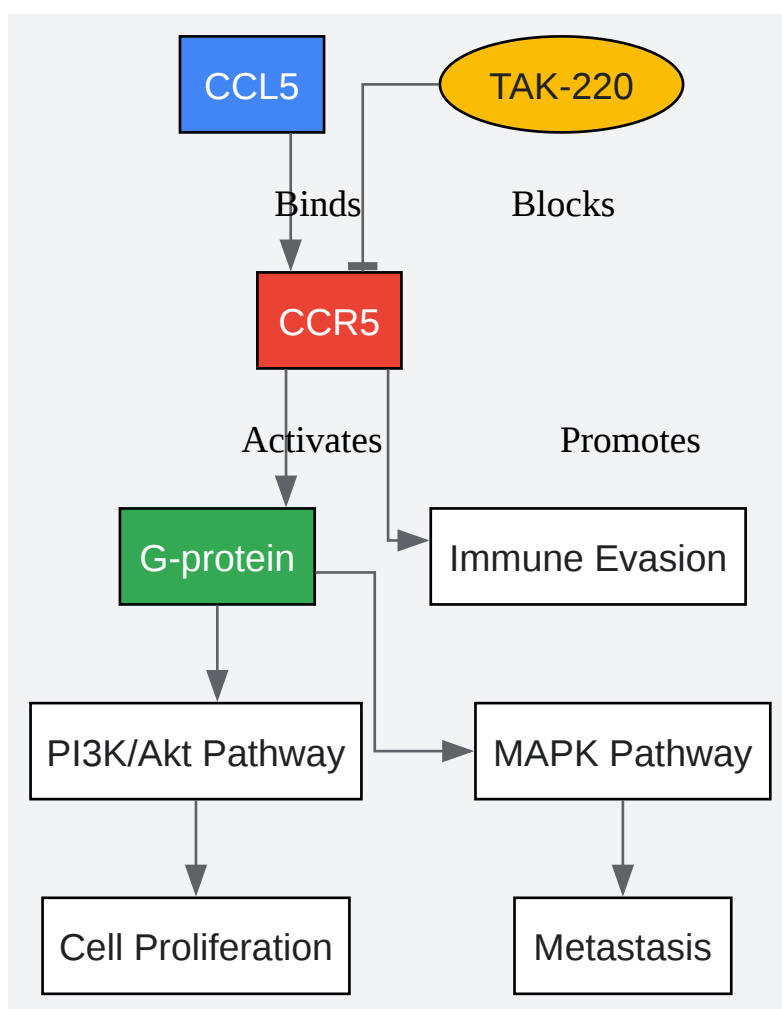 CCL5
TAK-220
Binds
Blocks
CCR5
Activates
Promotes
G-protein
Immune Evasion
PI3K/Akt Pathway
MAPK Pathway
Cell Proliferation
Metastasis